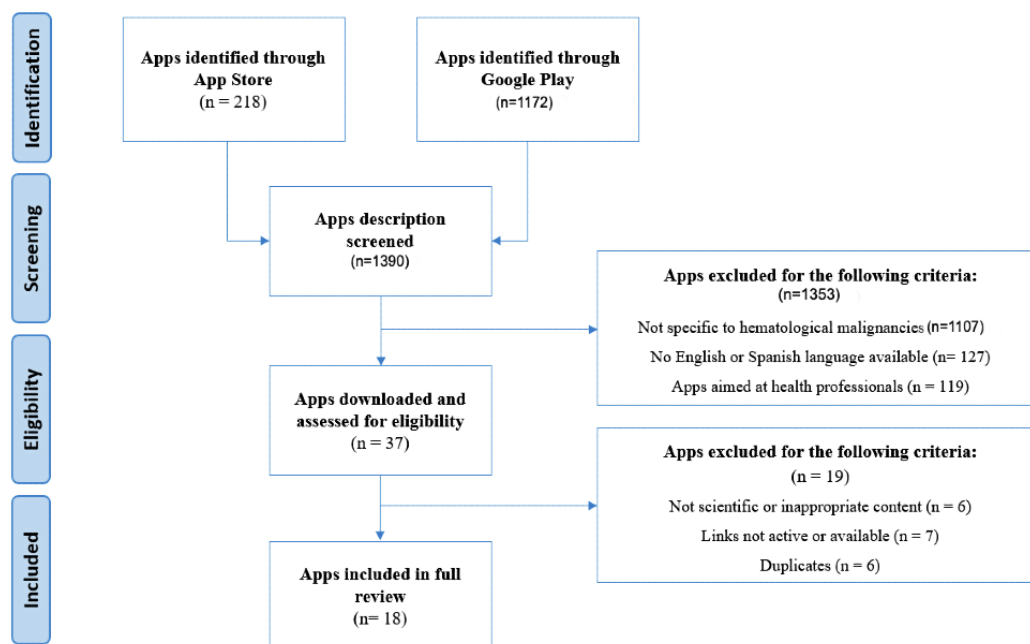 Identification
Apps identified through
App Store
(n = 218)
Apps identified through
Google Play
(n=1172)
Screening
Apps description
screened
(n=1390)
Apps excluded for the following criteria:
(n=1353)
Not specific to hematological malignancies (n=1107)
No English or Spanish language available (n= 127)
Apps aimed at health professionals (n = 119)
Eligibility
Apps downloaded and
assessed for eligibility
(n = 37)
Apps excluded for the following criteria:
(n = 19)
Not scientific or inappropriate content (n = 6)
Links not active or available (n = 7)
Duplicates (n = 6)
Included
Apps included in full
review
(n= 18)